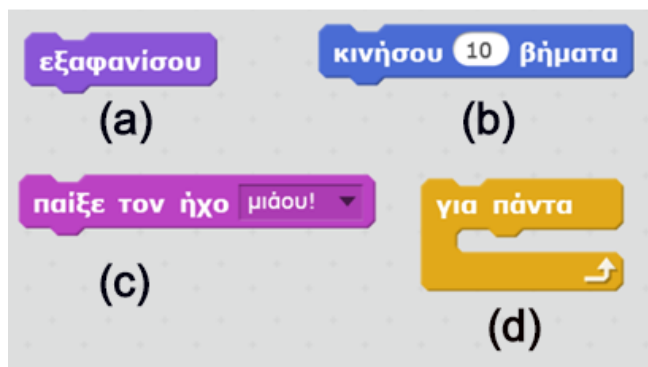 εξαφανίσου
κινήσου 10 βήματα
(a)
(b)
παίξε τον ήχο μιάου!
για πάντα
(c)
(d)